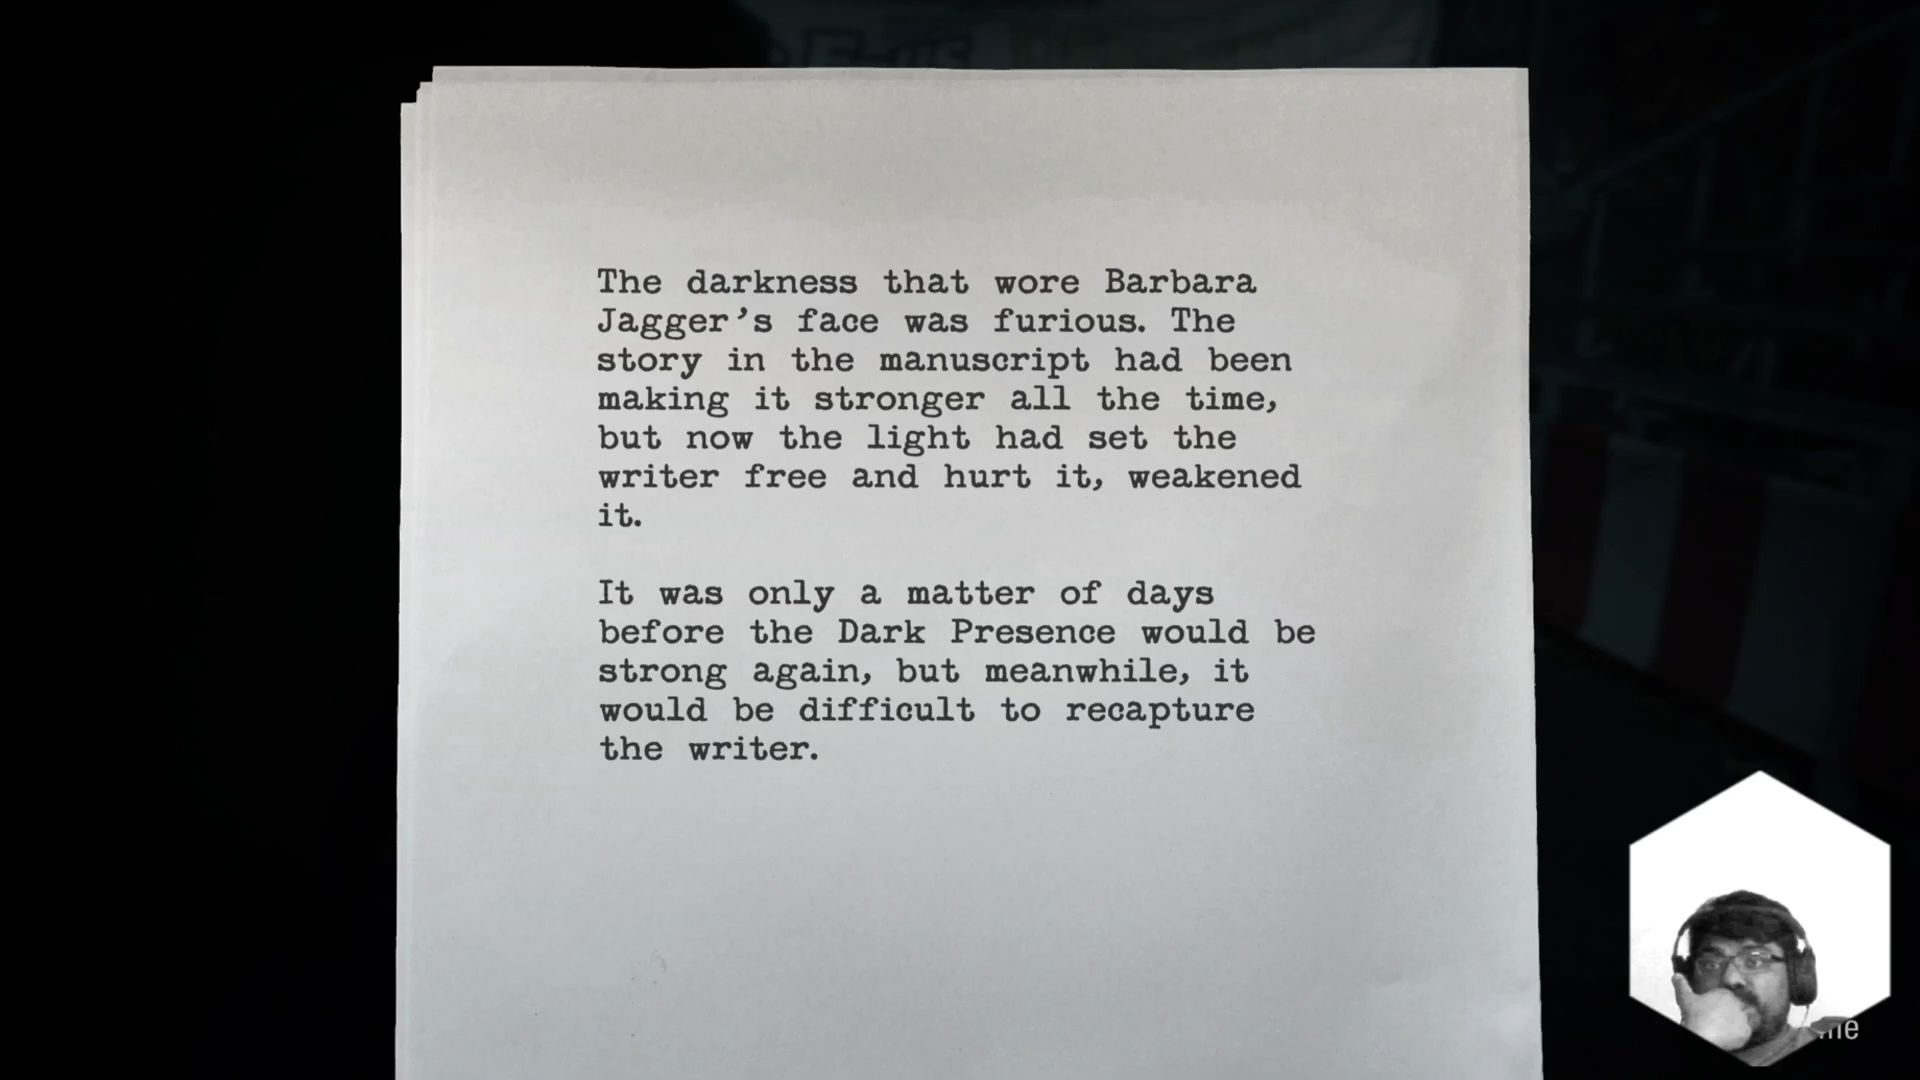 The darkness that wore Barbara
Jagger’s face was furious. The
story in the manuscript had been
making it stronger all the time,
but now the light had set the
writer free and hurt it, weakened
it.
It was only a matter of days
before the Dark Presence would be
strong again, but meanwhile, it
would be difficult to recapture
the writer.